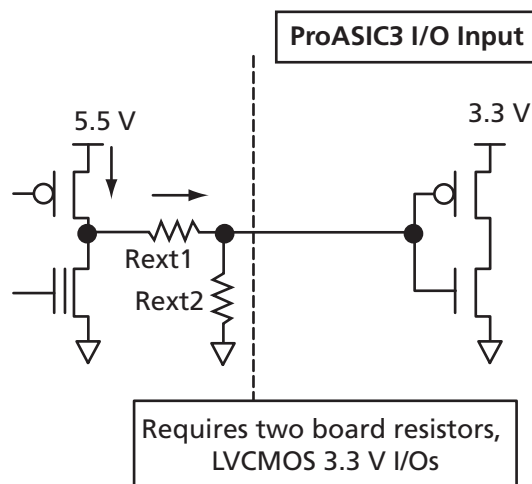 ProASIC3 I/O Input
5.5 V
3.3 V
Rext1
Rext2
Requires two board resistors,
LVCMOS 3.3 V I/Os